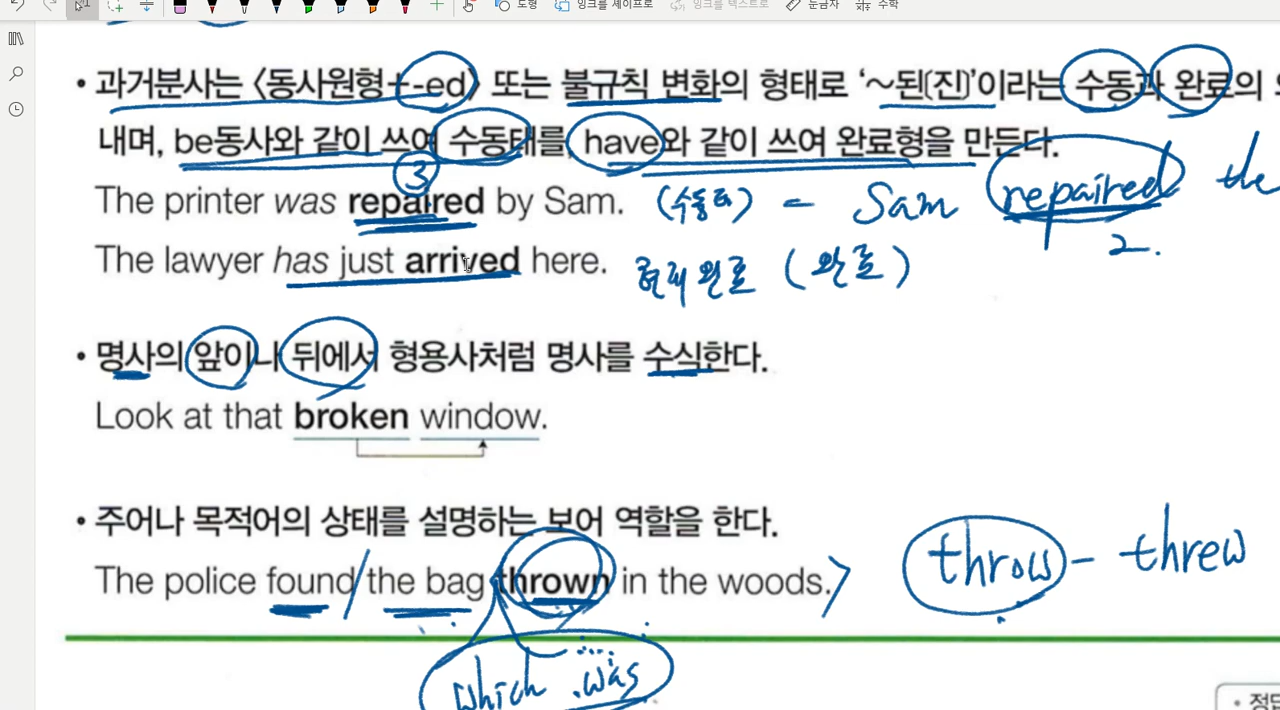 도형 잉크를 셰이프로 잉크를 텍스트로 눈금자 수학
• 과거분사는 〈동사원형+-ed〉 또는 불규칙 변화의 형태로 ‘~된(진)’이라는 수동과 완료의
내며, be동사와 같이 쓰여 수동태를, have와 같이 쓰여 완료형을 만든다.
③
The printer was repaired by Sam. (수동태) = Sam repaired the
2.
The lawyer has just arrived here. 현재완료 (완료)
• 명사의 앞이나 뒤에서 형용사처럼 명사를 수식한다.
Look at that broken window.
• 주어나 목적어의 상태를 설명하는 보어 역할을 한다.
The police found / the bag thrown in the woods. throw - threw
which was
• 정답